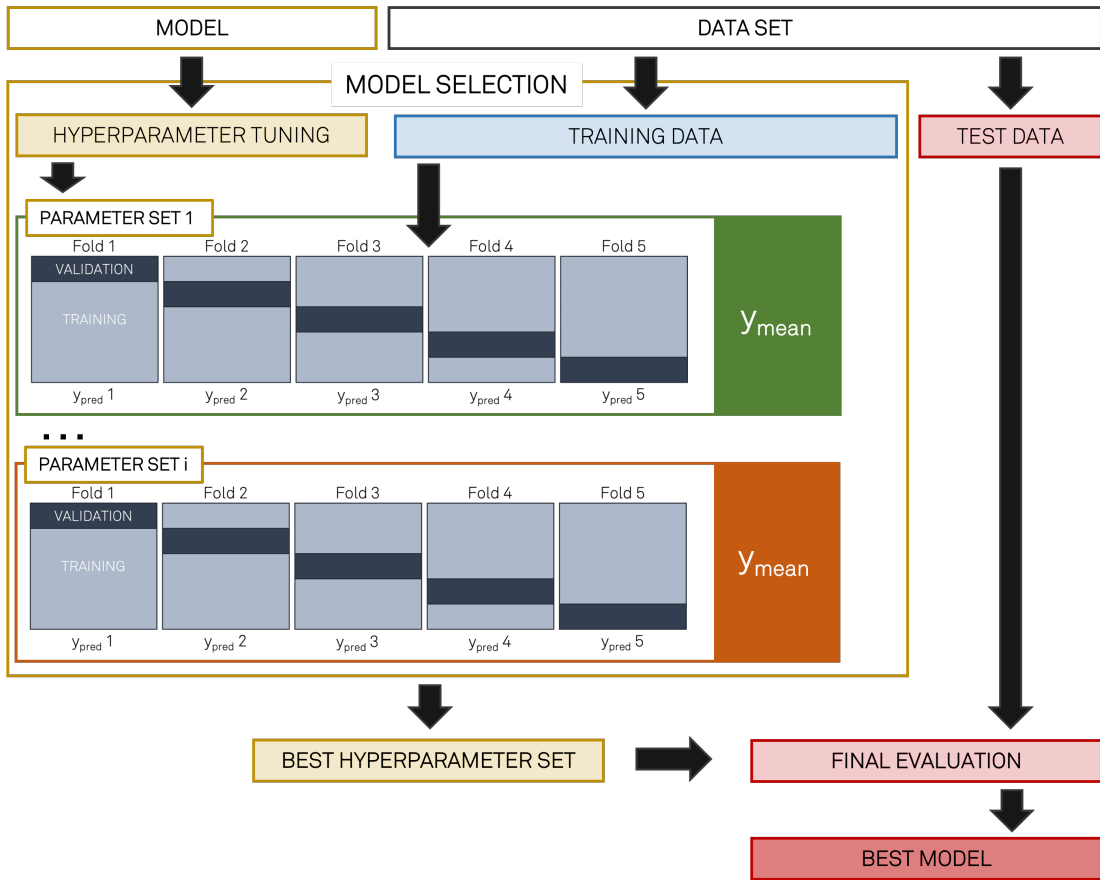 MODEL
DATA SET
MODEL SELECTION
HYPERPARAMETER TUNING
TRAINING DATA
TEST DATA
PARAMETER SET 1
Fold 1 Fold 2 Fold 3 Fold 4 Fold 5
VALIDATION
TRAINING
ymean
ypred 1 ypred 2 ypred 3 ypred 4 ypred 5
...
PARAMETER SET i
Fold 1 Fold 2 Fold 3 Fold 4 Fold 5
VALIDATION
TRAINING
ymean
ypred 1 ypred 2 ypred 3 ypred 4 ypred 5
BEST HYPERPARAMETER SET
FINAL EVALUATION
BEST MODEL